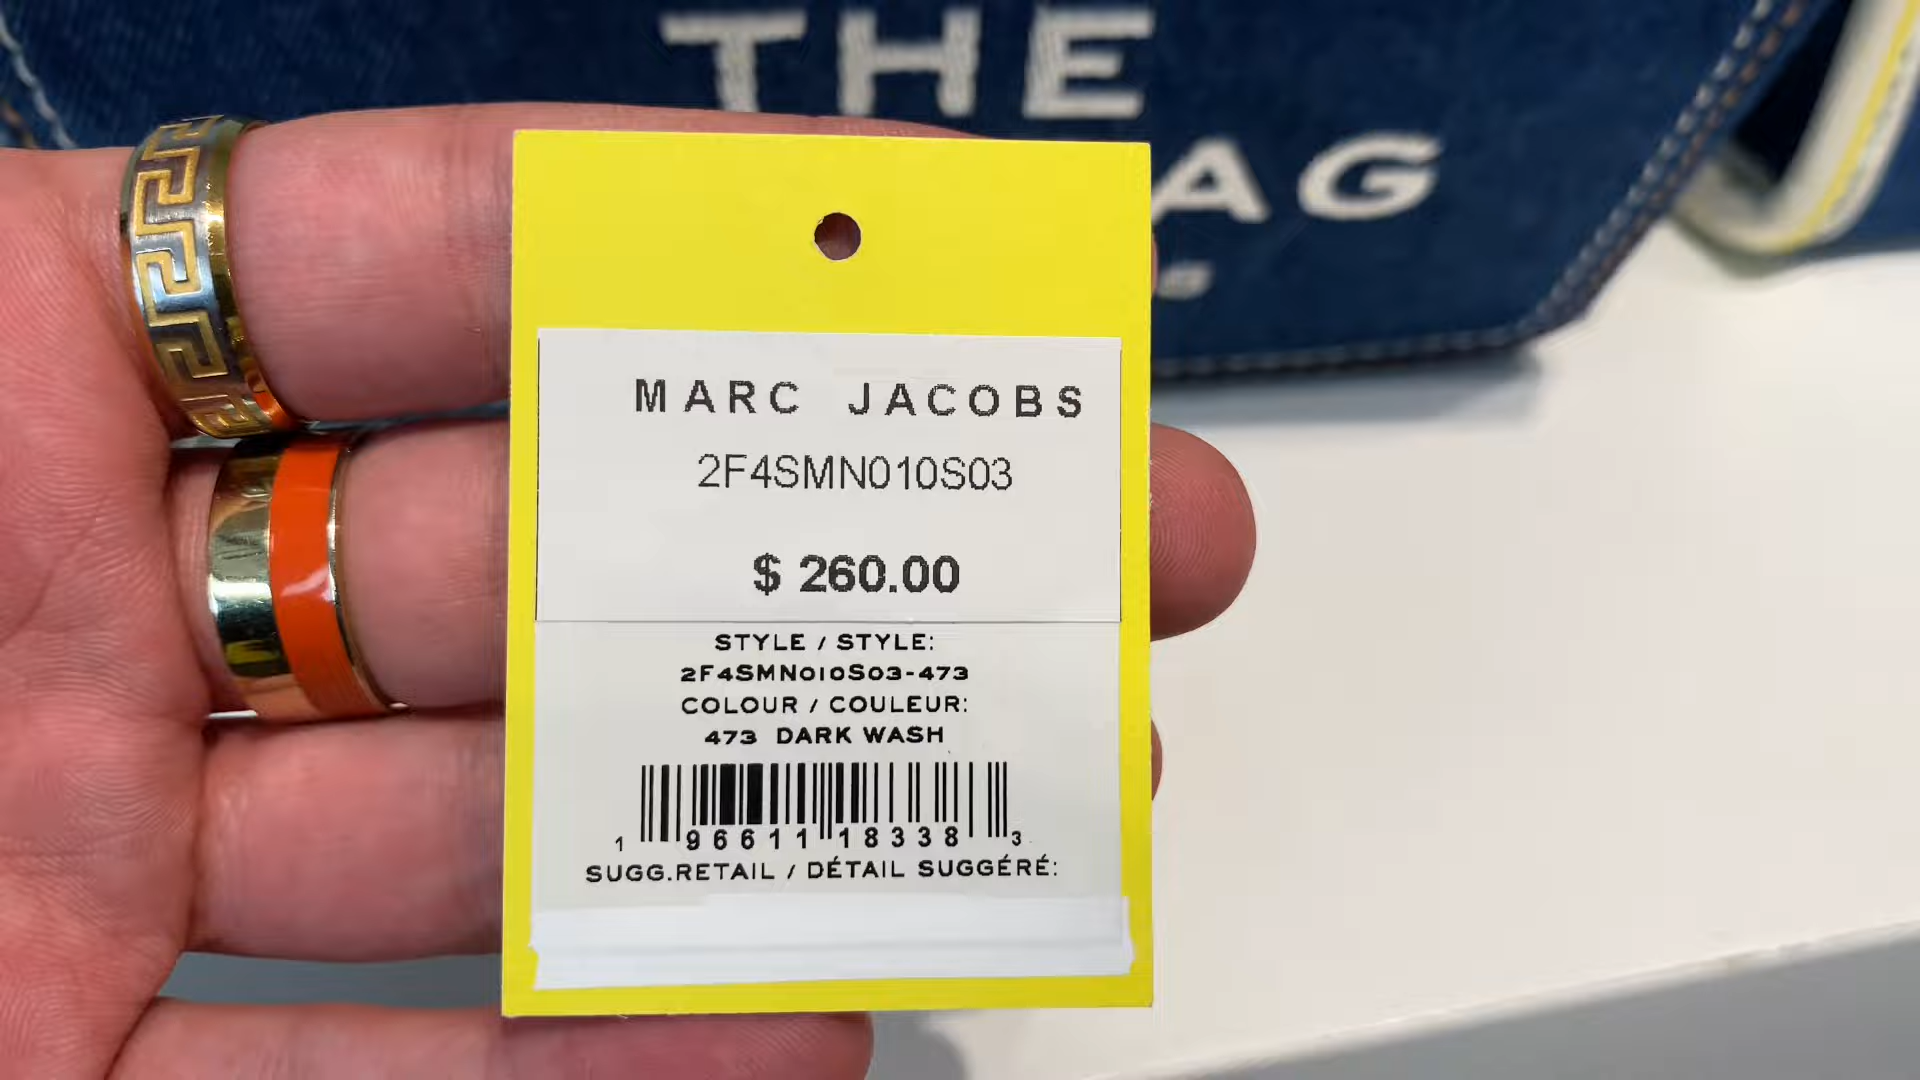 THE
AG
G
MARC JACOBS
2F4SMN010S03
$ 260.00
STYLE / STYLE:
2F4SMN010S03-473
COLOUR / COULEUR:
473 DARK WASH
1 96611 18338 3
SUGG.RETAIL / DÉTAIL SUGGÉRÉ: